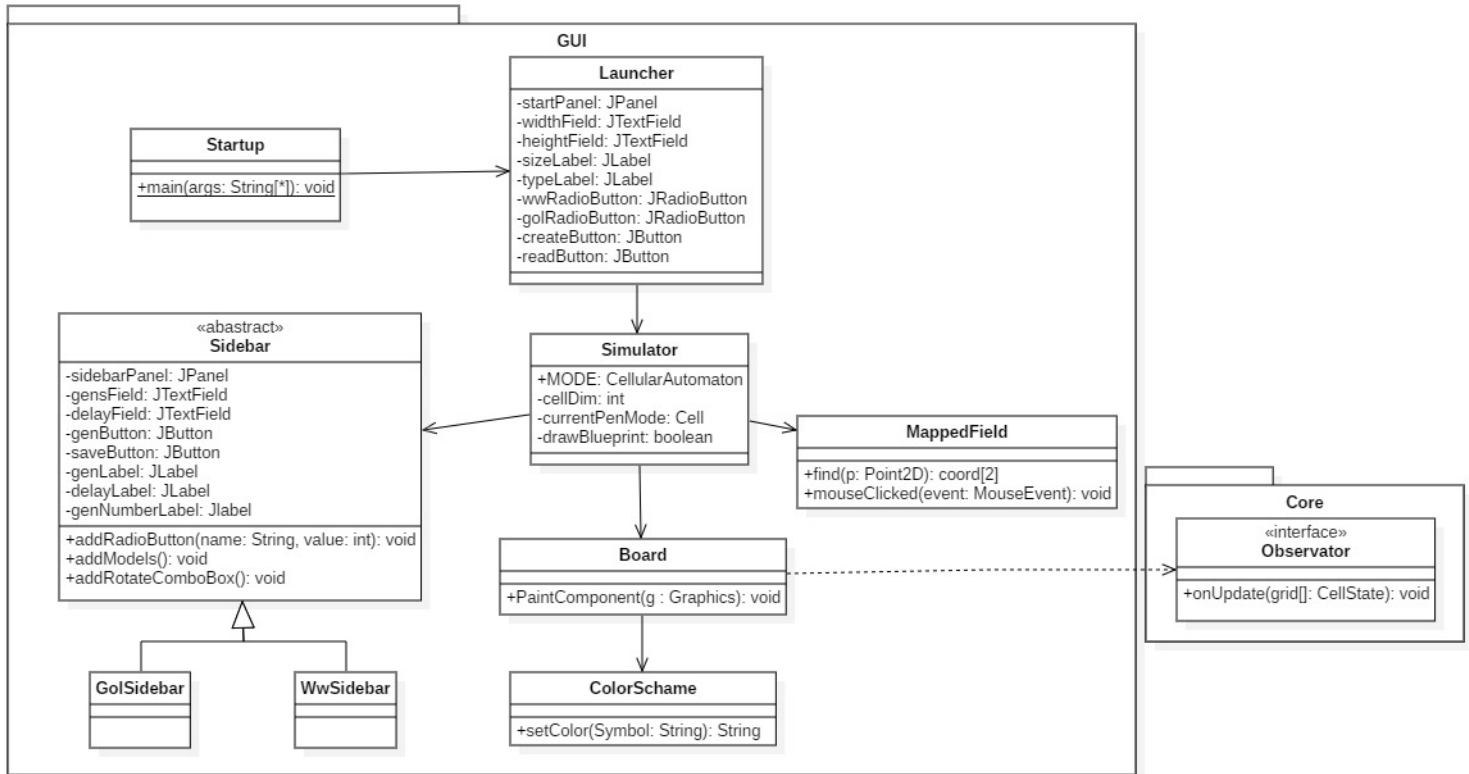 GUI
Launcher
-startPanel: JPanel
-widthField: JTextField
-heightField: JTextField
-sizeLabel: JLabel
-typeLabel: JLabel
-wwRadioButton: JRadioButton
-golRadioButton: JRadioButton
-createButton: JButton
-readButton: JButton
Startup
+main(args: String[*]): void
«abastract»
Sidebar
-sidebarPanel: JPanel
-gensField: JTextField
-delayField: JTextField
-genButton: JButton
-saveButton: JButton
-genLabel: JLabel
-delayLabel: JLabel
-genNumberLabel: Jlabel
+addRadioButton(name: String, value: int): void
+addModels(): void
+addRotateComboBox(): void
Simulator
+MODE: CellularAutomaton
-cellDim: int
-currentPenMode: Cell
-drawBlueprint: boolean
MappedField
+find(p: Point2D): coord[2]
+mouseClicked(event: MouseEvent): void
Core
«interface»
Observator
+onUpdate(grid[]: CellState): void
Board
+PaintComponent(g : Graphics): void
GolSidebar
WwSidebar
ColorSchame
+setColor(Symbol: String): String